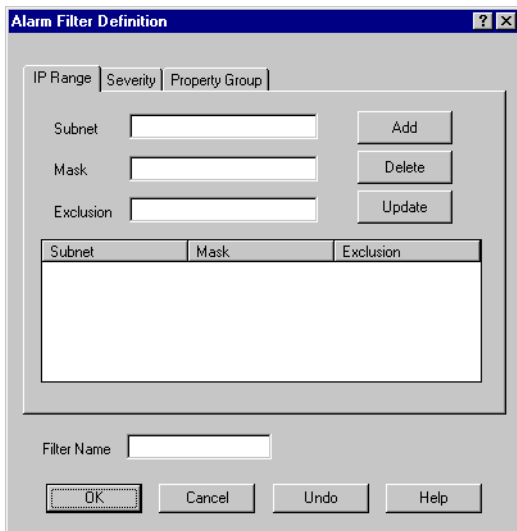 Alarm Filter Definition
IP Range Severity Property Group
Subnet Add
Mask Delete
Exclusion Update
Subnet Mask Exclusion
Filter Name
OK Cancel Undo Help